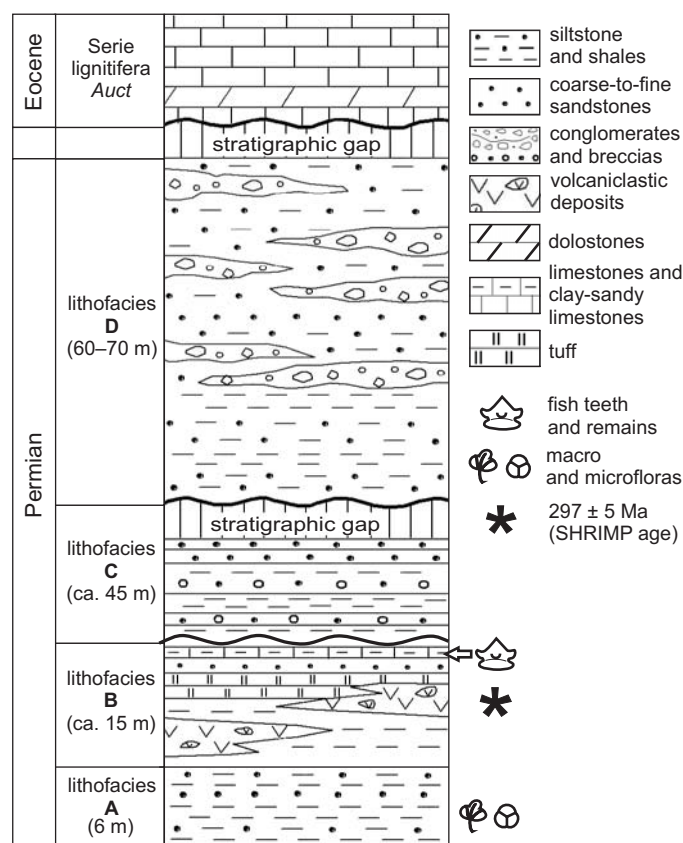 Eocene
Serie
lignitifera
Auct
stratigraphic gap
Permian
lithofacies
D
(60–70 m)
stratigraphic gap
lithofacies
C
(ca. 45 m)
lithofacies
B
(ca. 15 m)
lithofacies
A
(6 m)
siltstone
and shales
coarse-to-fine
sandstones
conglomerates
and breccias
volcaniclastic
deposits
dolostones
limestones and
clay-sandy
limestones
tuff
fish teeth
and remains
macro
and microfloras
297 ± 5 Ma
(SHRIMP age)